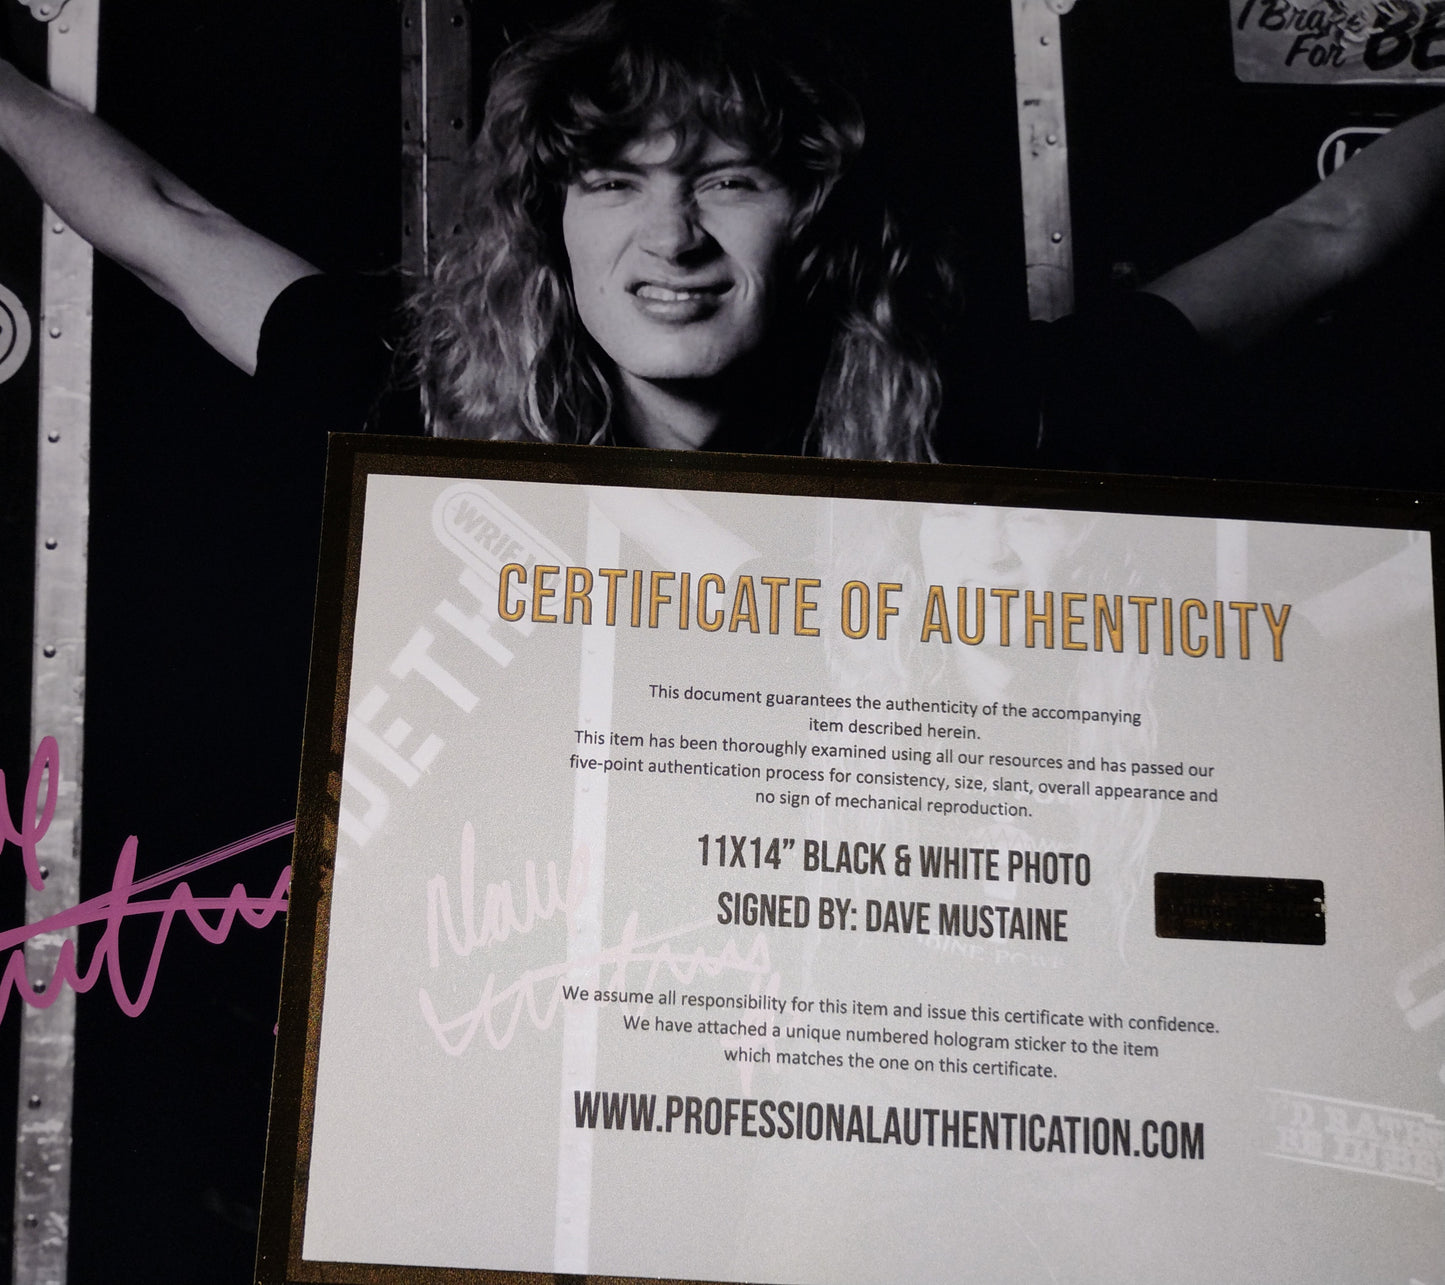 I Brake
For BE
CERTIFICATE OF AUTHENTICITY
This document guarantees the authenticity of the accompanying
item described herein.
This item has been thoroughly examined using all our resources and has passed our
five-point authentication process for consistency, size, slant, overall appearance and
no sign of mechanical reproduction.
11X14” BLACK & WHITE PHOTO
SIGNED BY: DAVE MUSTAINE
We assume all responsibility for this item and issue this certificate with confidence.
We have attached a unique numbered hologram sticker to the item
which matches the one on this certificate.
WWW.PROFESSIONALAUTHENTICATION.COM